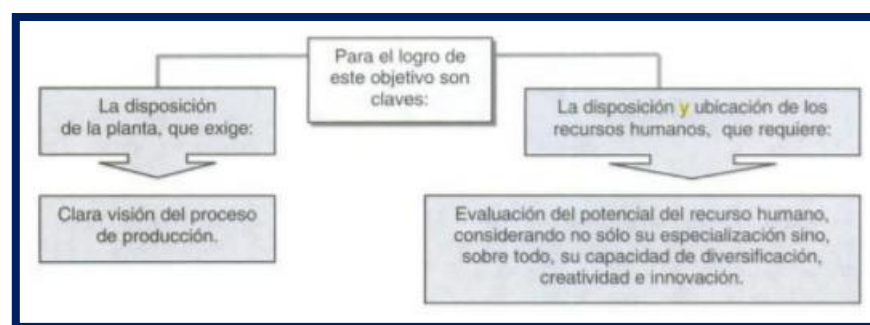 Para el logro de
este objetivo son
claves:
La disposición
de la planta, que exige:
La disposición y ubicación de los
recursos humanos, que requiere:
Clara visión del proceso
de producción.
Evaluación del potencial del recurso humano,
considerando no sólo su especialización sino,
sobre todo, su capacidad de diversificación,
creatividad e innovación.